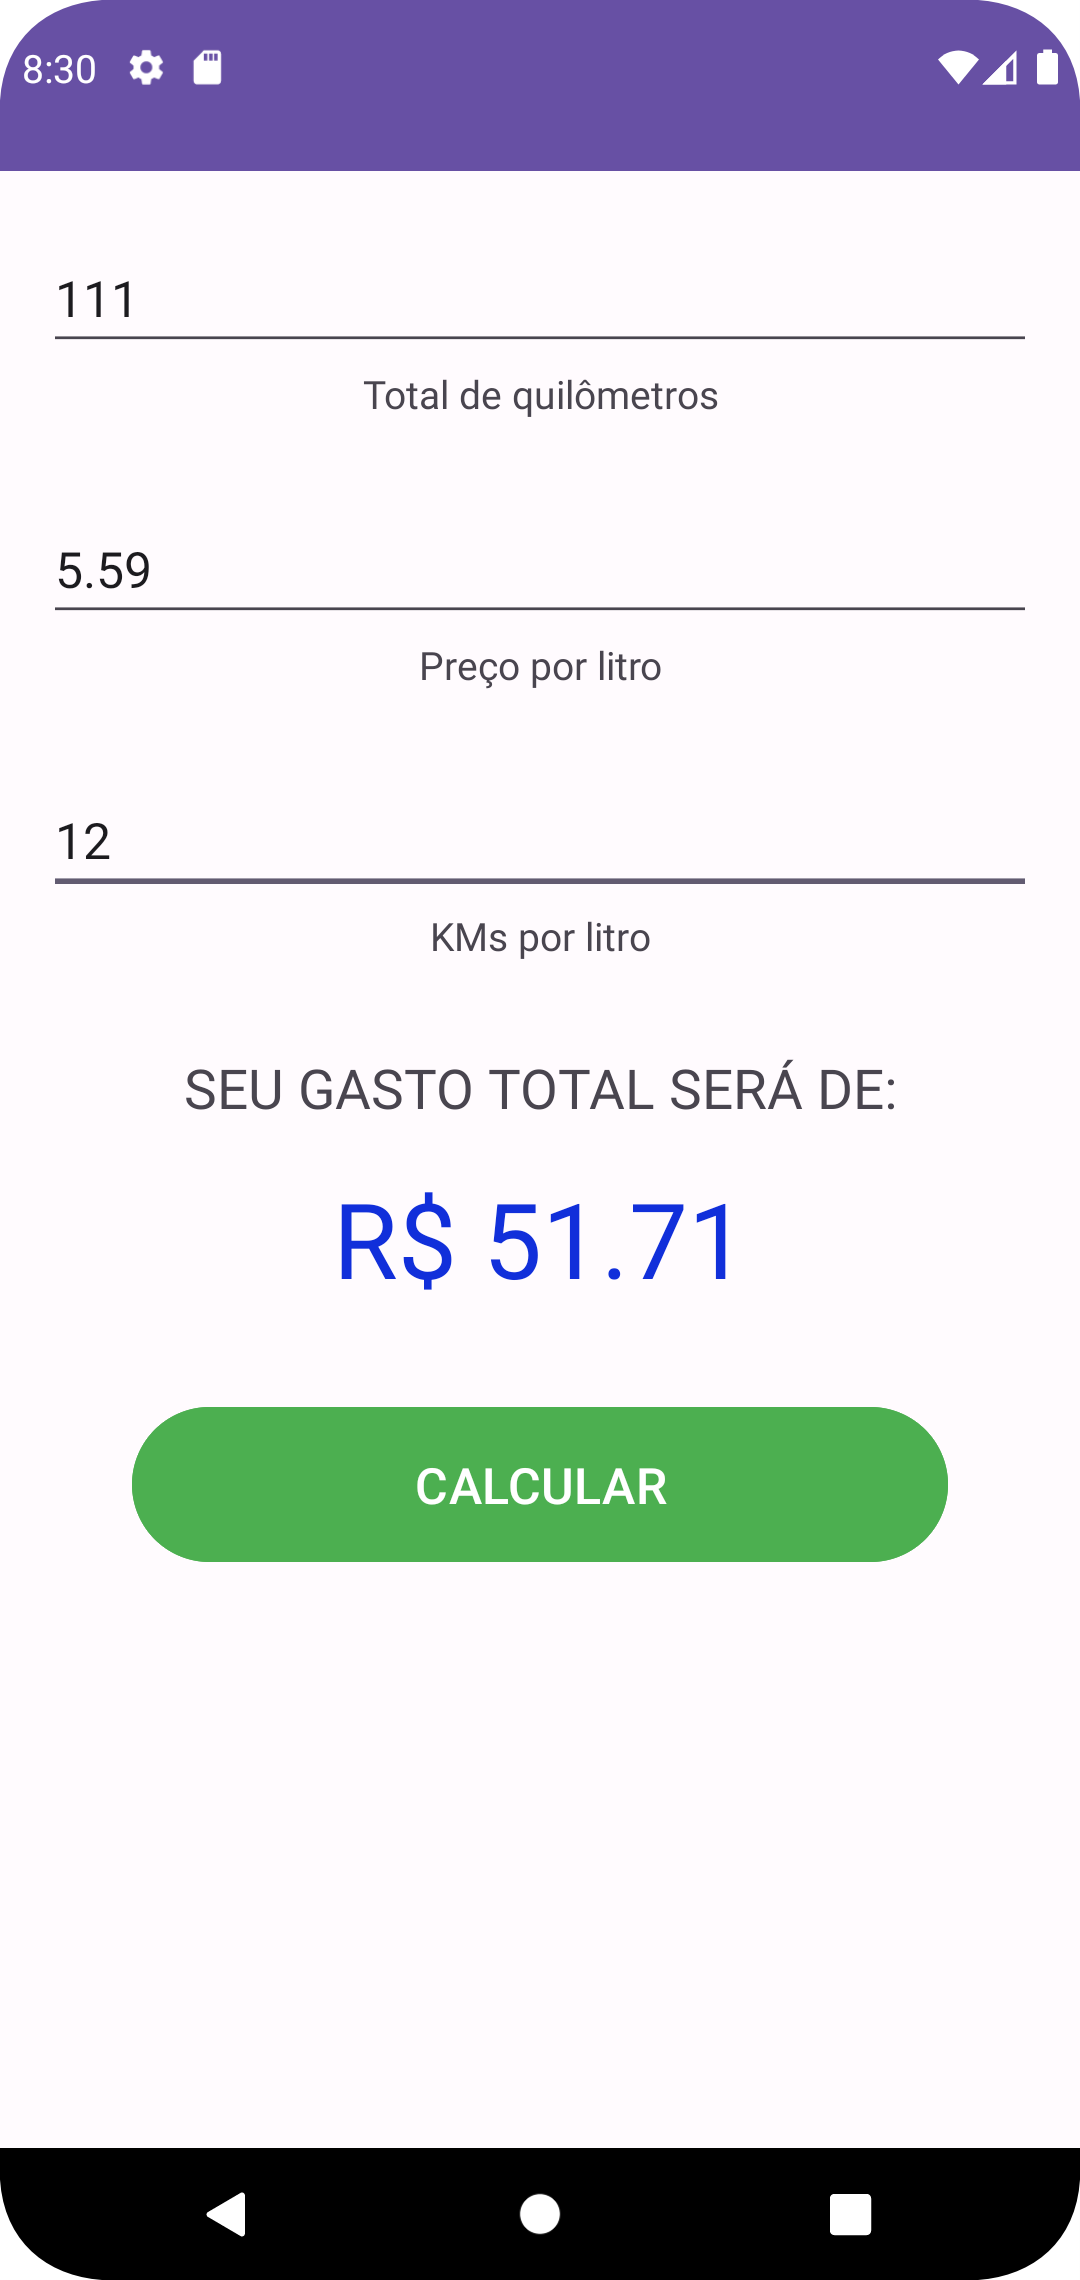 8:30
111
Total de quilômetros
5.59
Preço por litro
12
KMs por litro
SEU GASTO TOTAL SERÁ DE:
R$ 51.71
CALCULAR